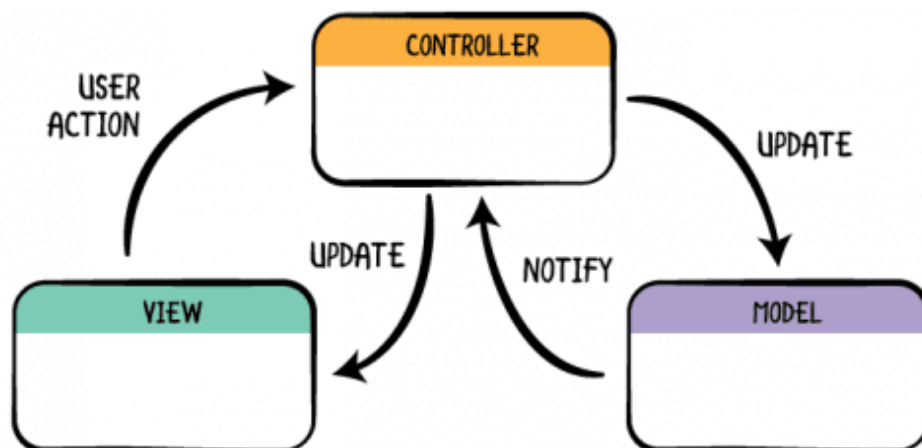 CONTROLLER
USER
ACTION
UPDATE
UPDATE
NOTIFY
VIEW
MODEL